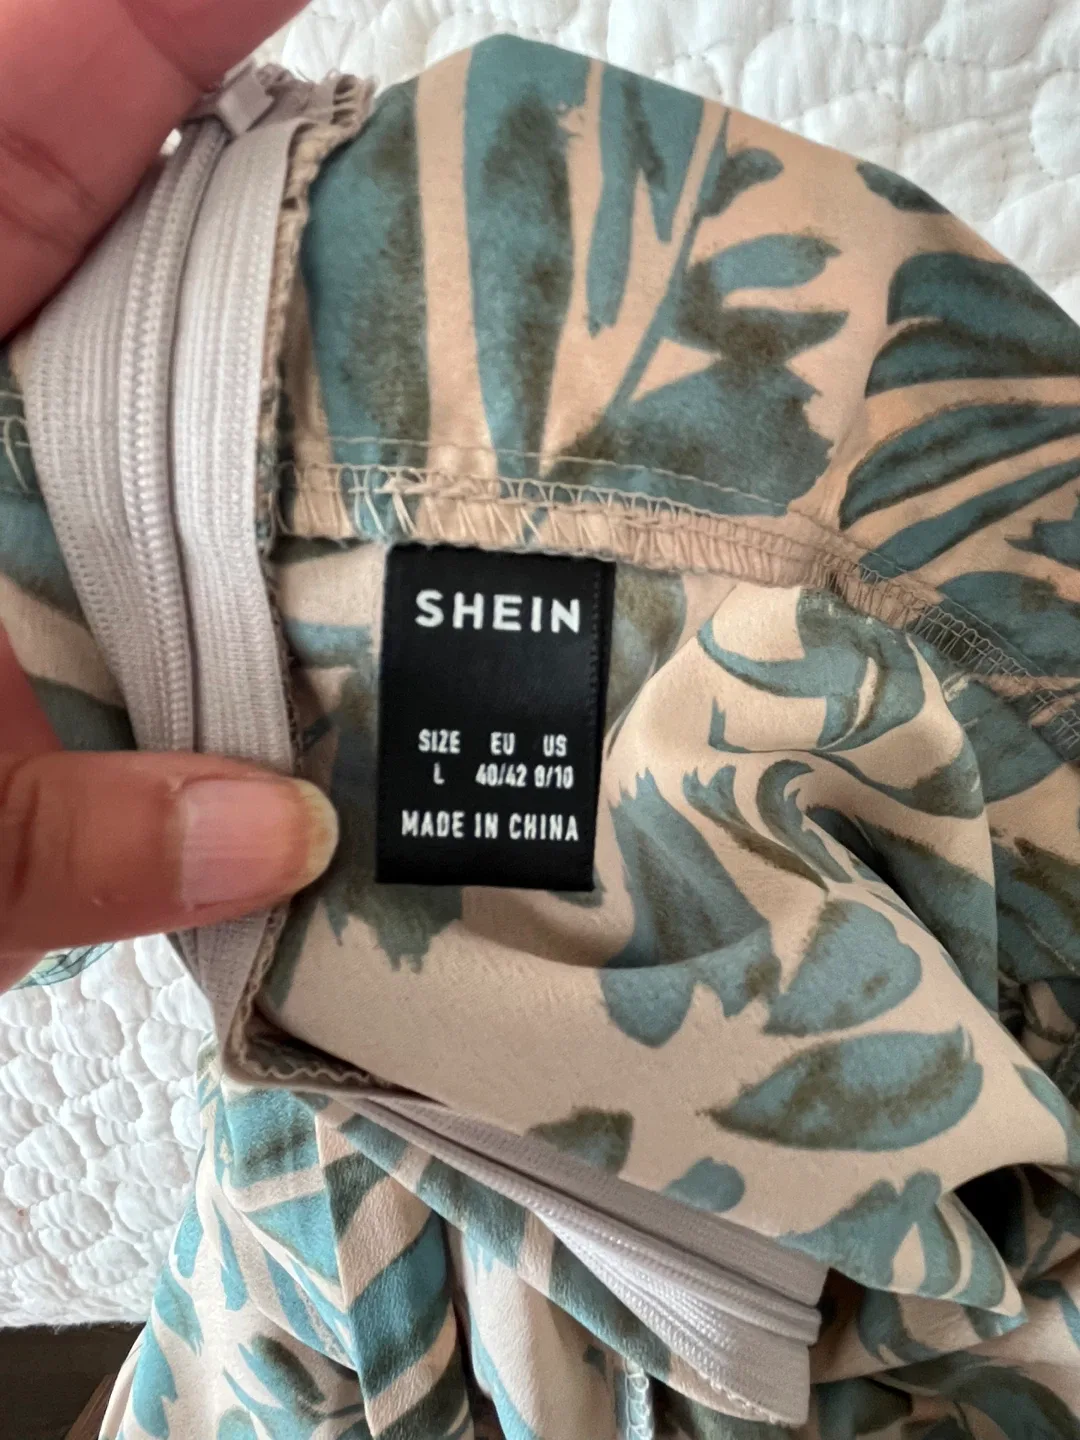 SHEIN
SIZE EU US
L 40/42 8/10
MADE IN CHINA